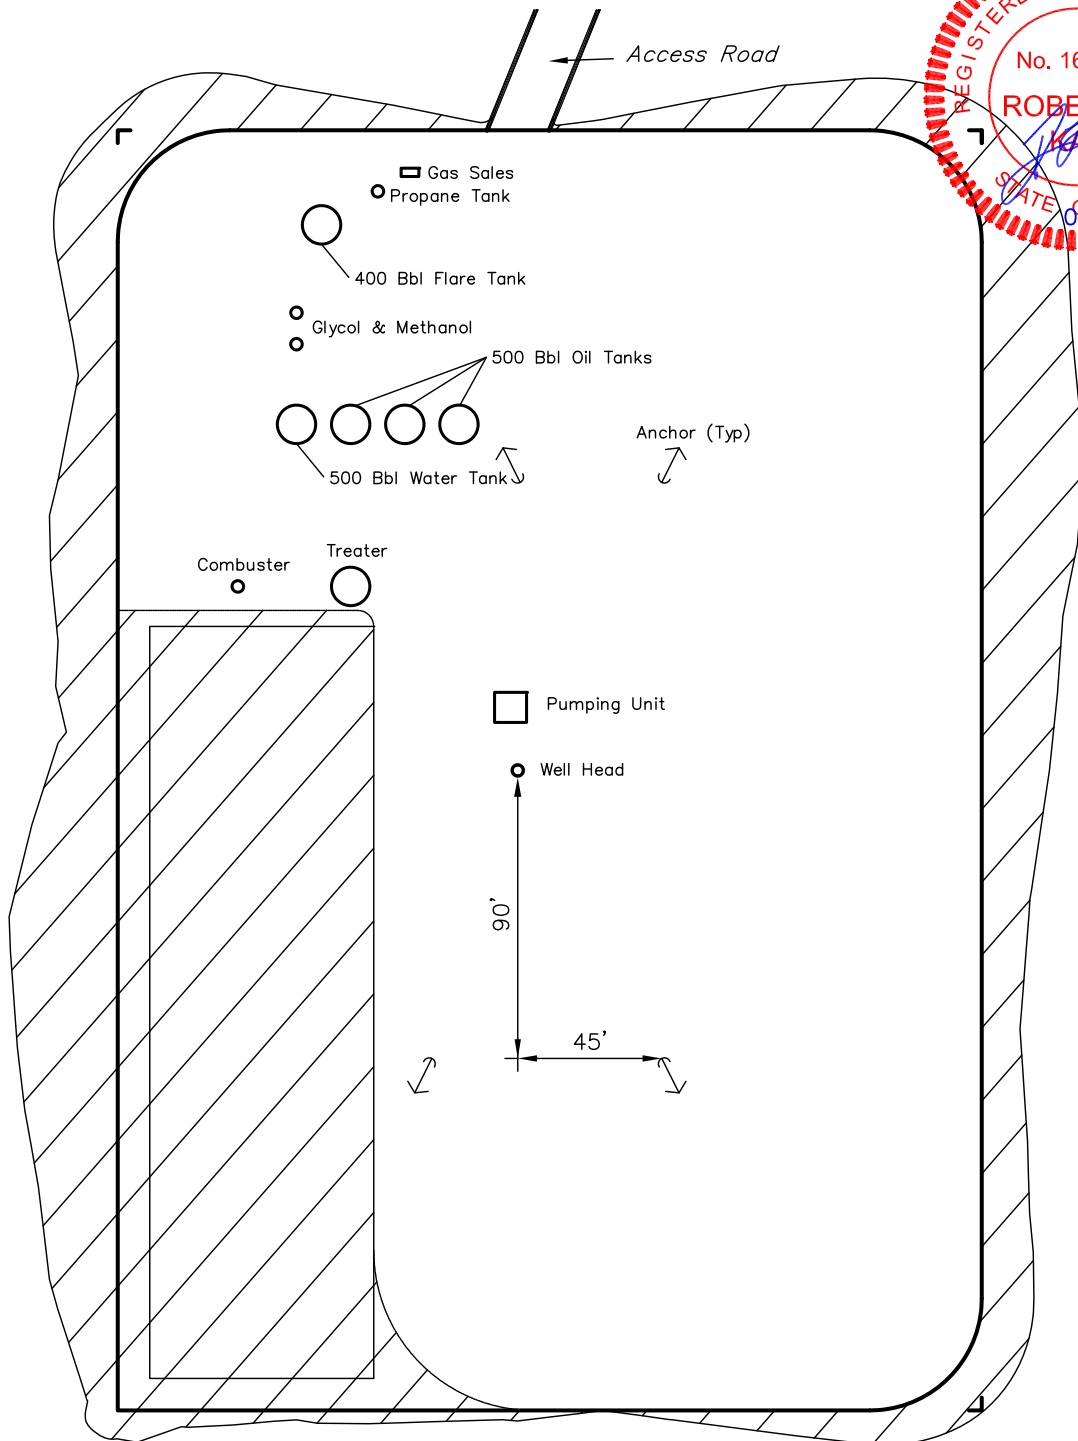 Access Road
REGISTERE
No. 16
ROBE
STATE
Gas Sales
Propane Tank
400 Bbl Flare Tank
Glycol & Methanol
500 Bbl Oil Tanks
Anchor (Typ)
500 Bbl Water Tank
Treater
Combuster
Pumping Unit
Well Head
90'
45'